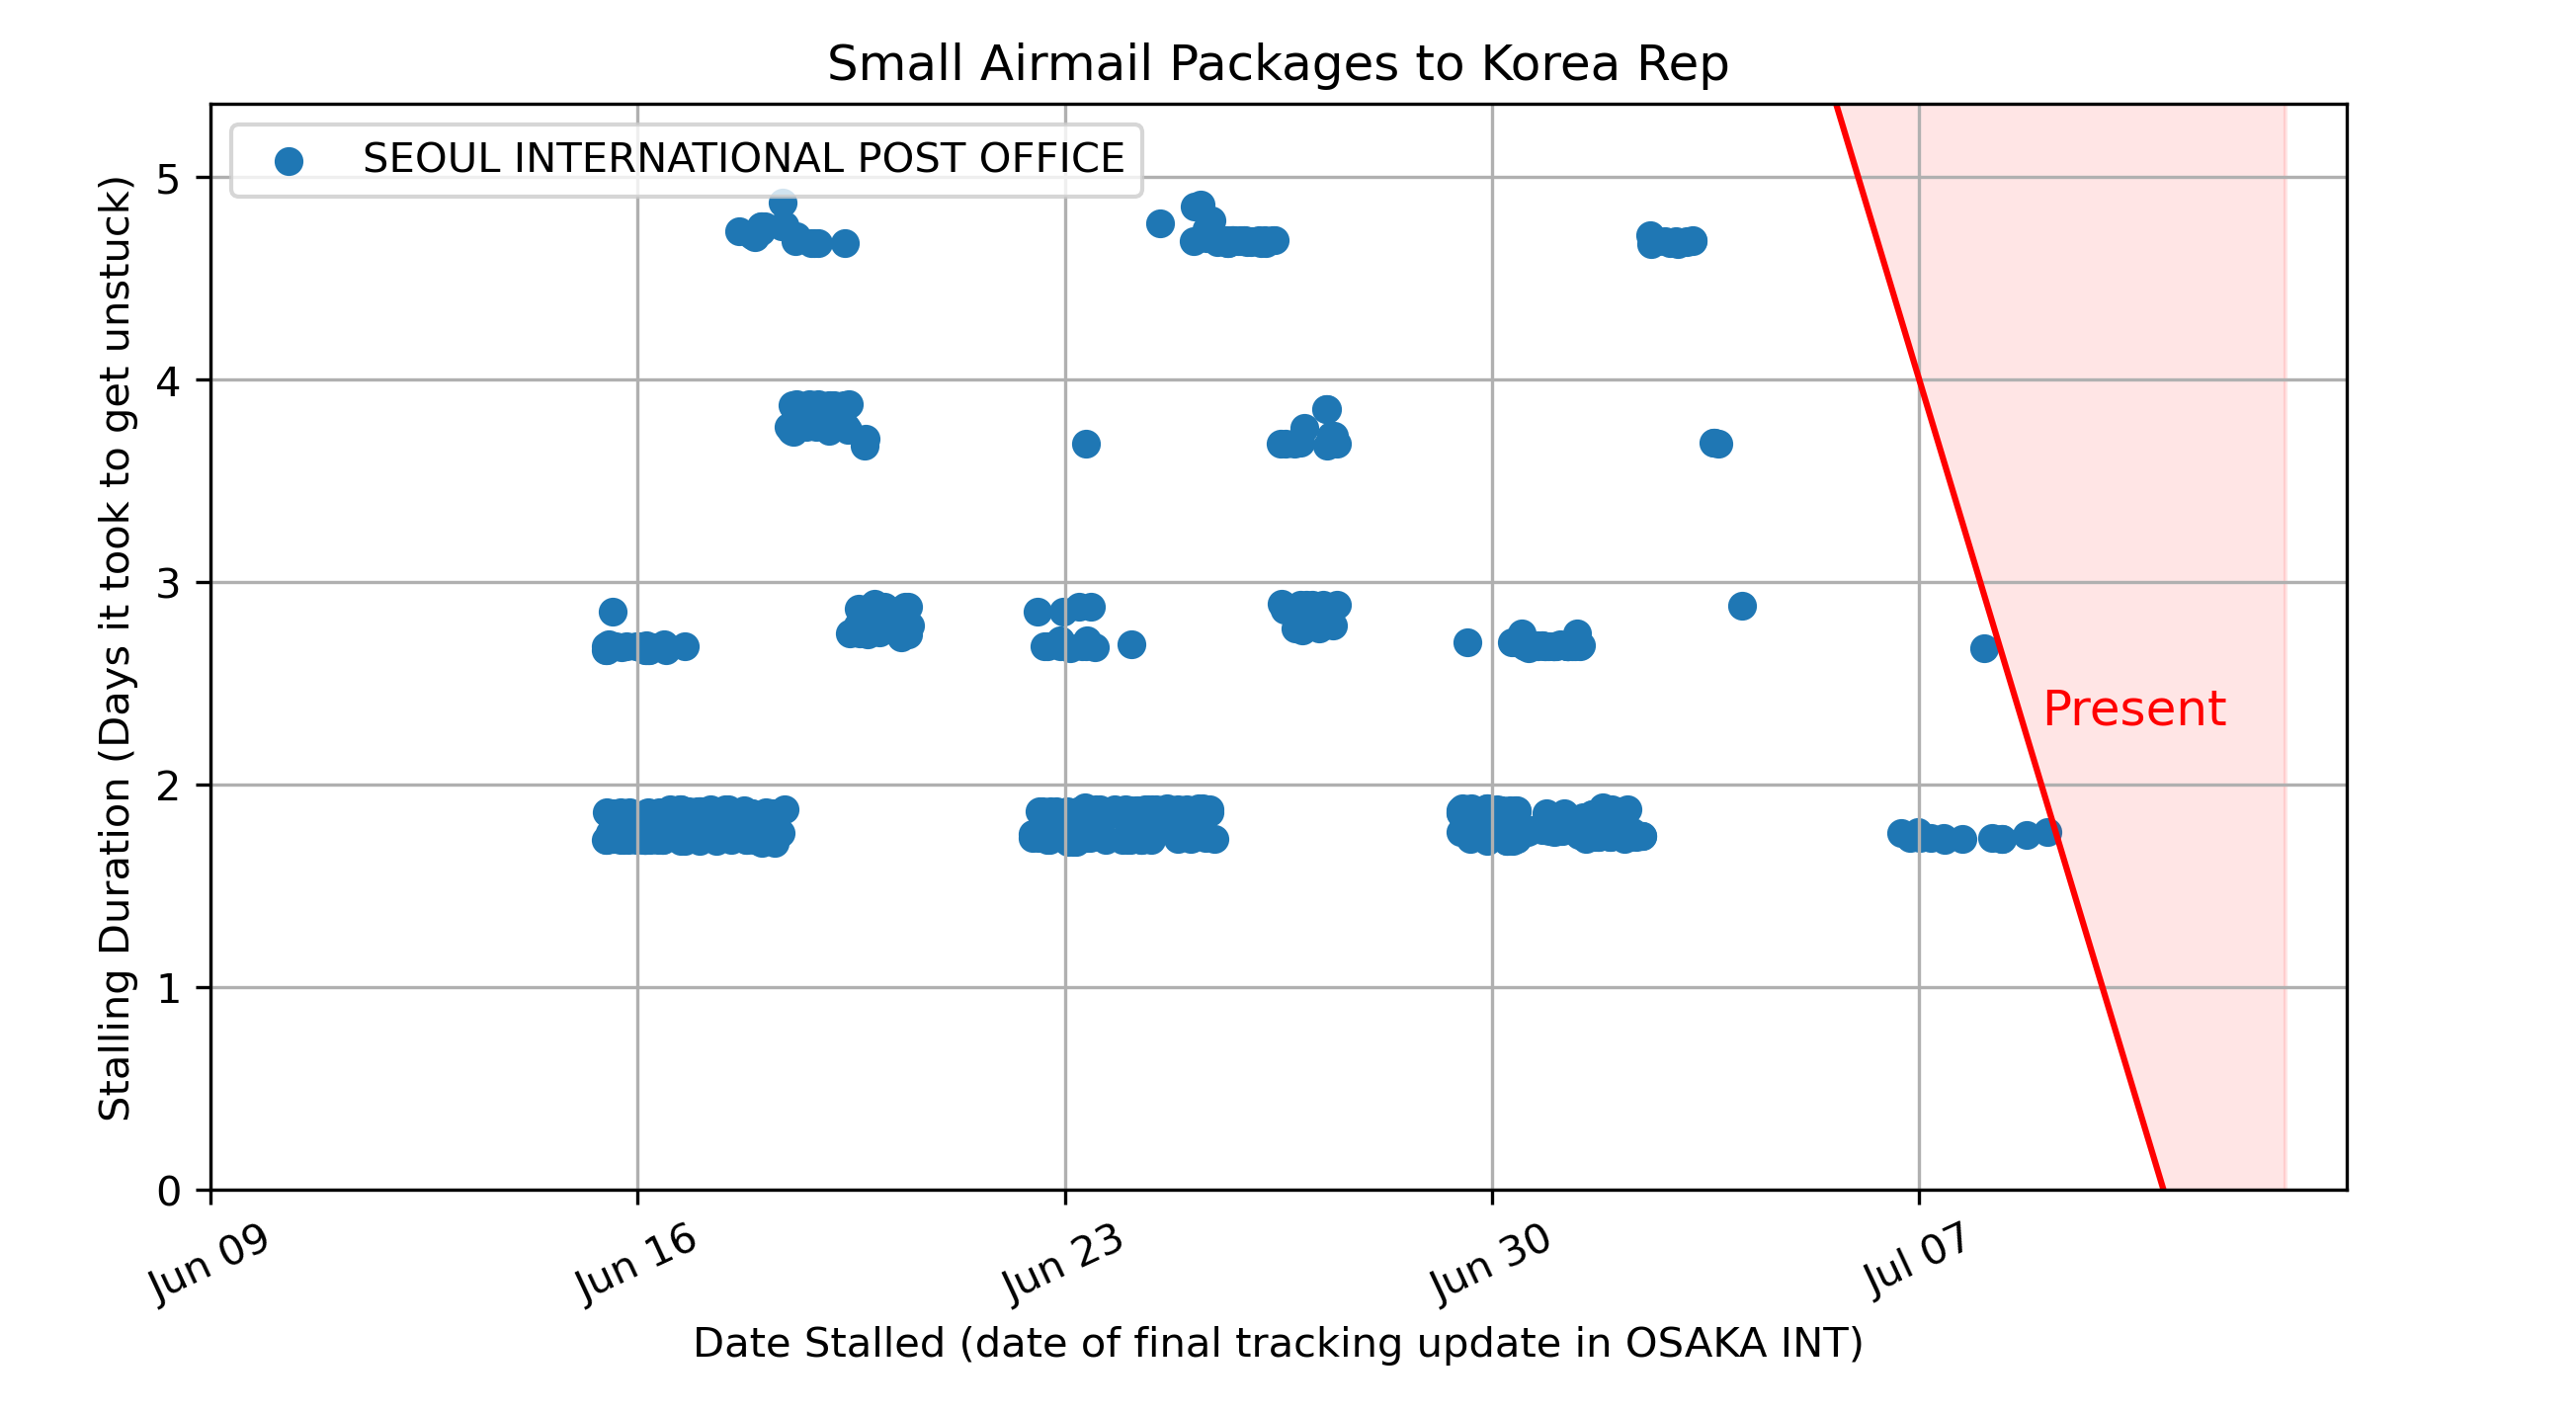 Small Airmail Packages to Korea Rep
SEOUL INTERNATIONAL POST OFFICE
Stalling Duration (Days it took to get unstuck)
5
4
3
2
1
0
Present
Jun 09
Jun 16
Jun 23
Jun 30
Jul 07
Date Stalled (date of final tracking update in OSAKA INT)